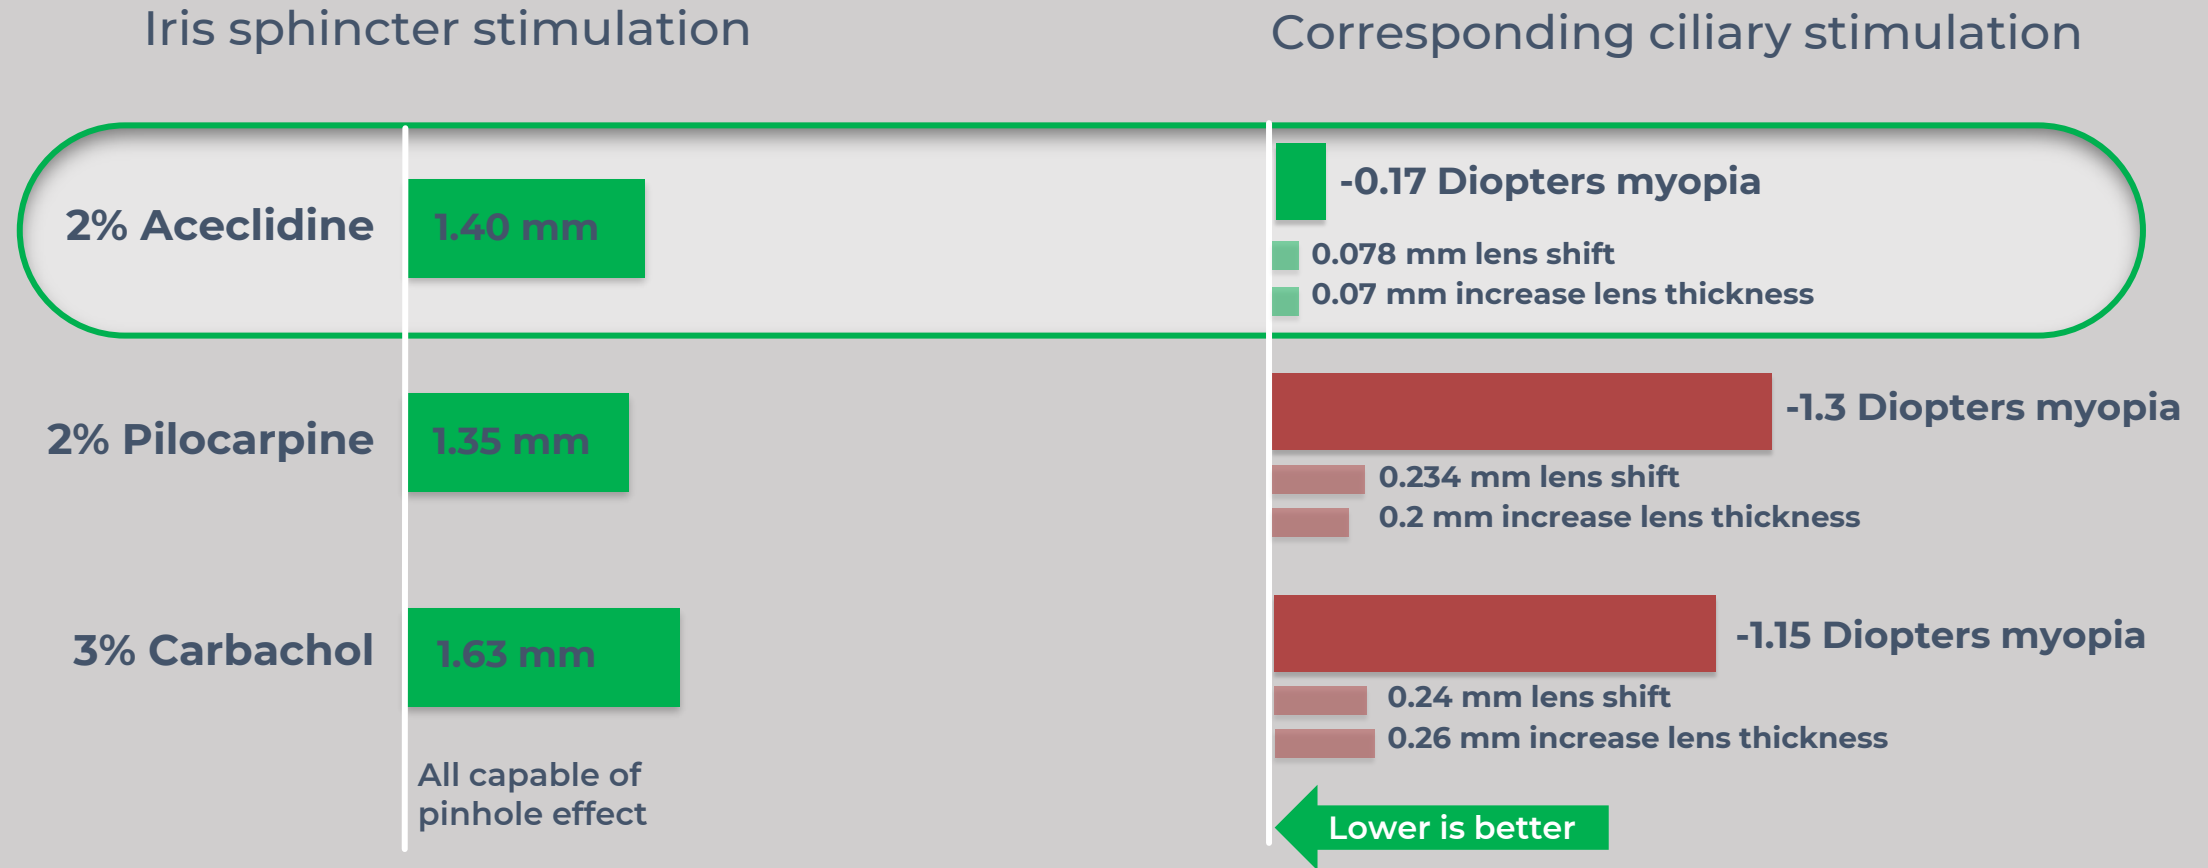 Iris sphincter stimulation
Corresponding ciliary stimulation
2% Aceclidine
1.40 mm
-0.17 Diopters myopia
0.078 mm lens shift
0.07 mm increase lens thickness
2% Pilocarpine
1.35 mm
-1.3 Diopters myopia
0.234 mm lens shift
0.2 mm increase lens thickness
3% Carbachol
1.63 mm
-1.15 Diopters myopia
0.24 mm lens shift
0.26 mm increase lens thickness
All capable of
pinhole effect
Lower is better